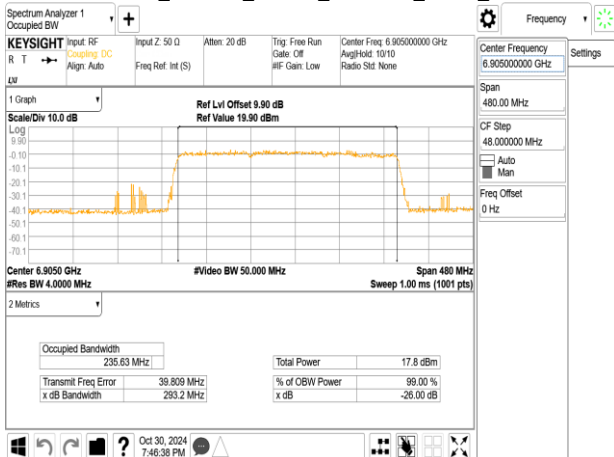 Spectrum Analyzer 1
Occupied BW
+
Frequency
KEYSIGHT
R T
LXI
Input: RF
Coupling: DC
Align: Auto
Input Z: 50 Ω
Freq Ref: Int (S)
Atten: 20 dB
Trig: Free Run
Gate: Off
#IF Gain: Low
Center Freq: 6.905000000 GHz
Avg|Hold: 10/10
Radio Std: None
Center Frequency
6.905000000 GHz
Settings
Span
480.00 MHz
CF Step
48.000000 MHz
Auto
Man
Freq Offset
0 Hz
1 Graph
Scale/Div 10.0 dB
Ref Lvl Offset 9.90 dB
Ref Value 19.90 dBm
Log
9.90
-0.10
-10.1
-20.1
-30.1
-40.1
-50.1
-60.1
-70.1
Center 6.9050 GHz
#Video BW 50.000 MHz
Span 480 MHz
#Res BW 4.0000 MHz
Sweep 1.00 ms (1001 pts)
2 Metrics
Occupied Bandwidth
235.63 MHz
Total Power 17.8 dBm
Transmit Freq Error 39.809 MHz
% of OBW Power 99.00 %
x dB Bandwidth 293.2 MHz
x dB -26.00 dB
?
Oct 30, 2024
7:46:38 PM